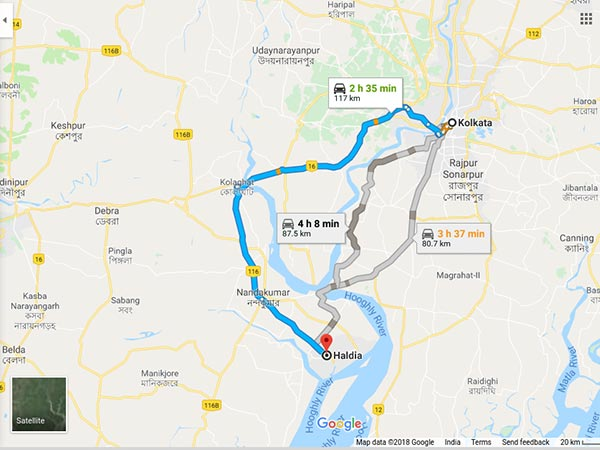 Haripal
হরিপাল
12
Udaynarayanpur
উদয়নারায়ণপুর
116B
2 h 35 min
117 km
Kolkata
Haroa
হাড়োয়া
Keshpur
কেশপুর
116B
16
Rajpur
Sonarpur
রাজপুর
সোনারপুর
Kolaghat
Jibantala
জীবনতলা
dinipur
Debra
ডেবরা
4 h 8 min
87.5 km
3 h 37 min
80.7 km
Canning
ক্যানিং
Pingla
পিংলা
116
Magrahat-II
Kasba
Narayangarh
কসবা
নারায়ণগড়
Sabang
সবং
Nandakumar
নন্দকুমার
Hooghly River
Haldia
Belda
বেলদা
Manikjore
মানিকজোরে
Raidighi
রায়দিঘি
Matla River
Hooghly River
116B
Satellite
Google
Map data ©2018 Google
India
Terms
Send feedback
20 km